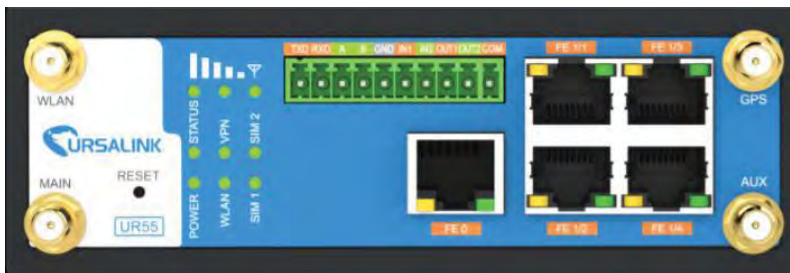 TXD RXD A B GND IN1 IN2 OUT1 OUT2 COM
FE 1/1
FE 1/3
WLAN
GPS
STATUS
VPN
SIM 2
URSALINK
MAIN
RESET
AUX
POWER
WLAN
SIM 1
UR55
FE 0
FE 1/2
FE 1/4